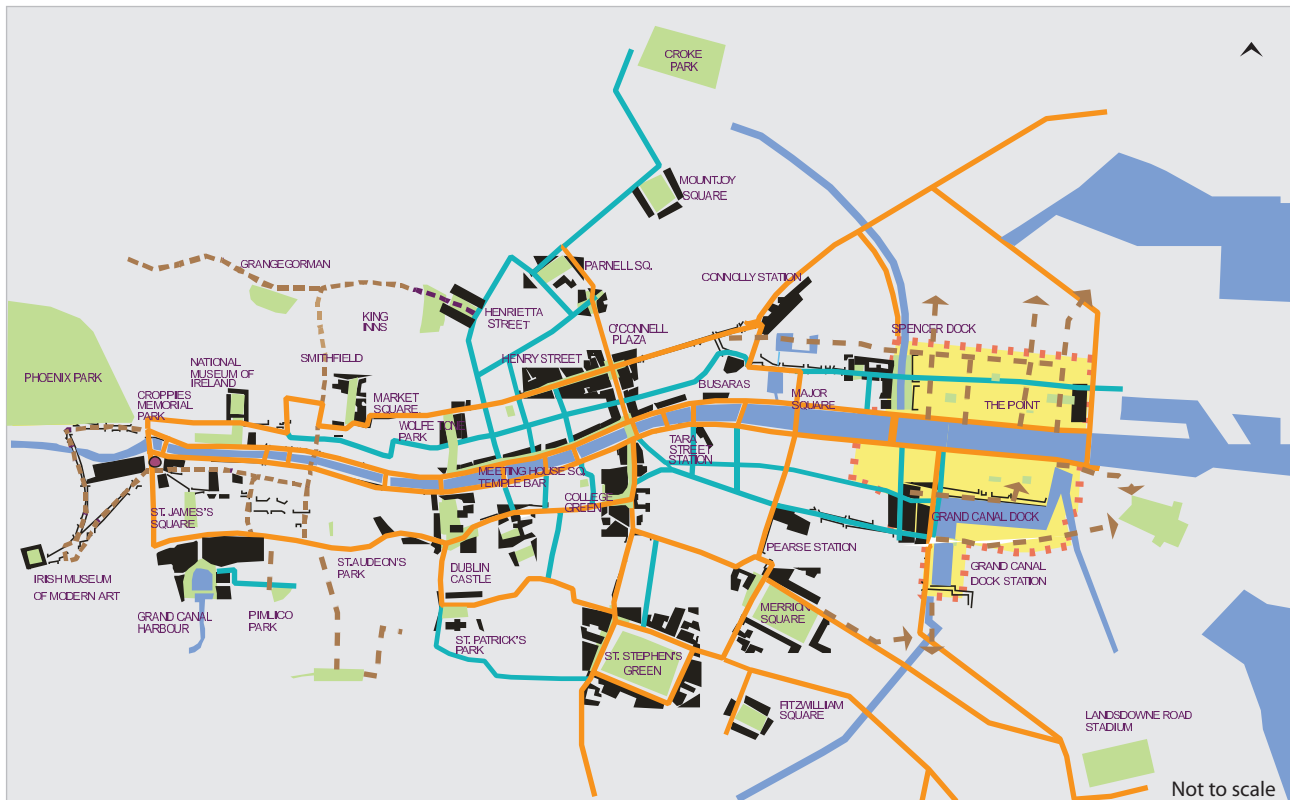 CROKE
PARK
MOUNTJOY
SQUARE
GRANGEGORMAN
PARNELL SQ.
CONNOLLY STATION
KING
INNS
HENRIETTA
STREET
O'CONNELL
PLAZA
SPENCER DOCK
SMITHFIELD
HENRY STREET
NATIONAL
MUSEUM OF
IRELAND
PHOENIX PARK
BUSARAS
CROPPIES
MEMORIAL
PARK
MARKET
SQUARE
MAJOR
SQUARE
THE POINT
WOLFE TONE
PARK
TARA
STREET
STATION
MEETING HOUSE SQ.
TEMPLE BAR
COLLEGE
GREEN
ST. JAMES'S
SQUARE
GRAND CANAL DOCK
PEARSE STATION
ST.AUDEON'S
PARK
DUBLIN
CASTLE
GRAND CANAL
DOCK STATION
IRISH MUSEUM
OF MODERN ART
GRAND CANAL
HARBOUR
PIMLICO
PARK
MERRION
SQUARE
ST. PATRICK'S
PARK
ST. STEPHEN'S
GREEN
FITZWILLIAM
SQUARE
LANDSDOWNE ROAD
STADIUM
Not to scale